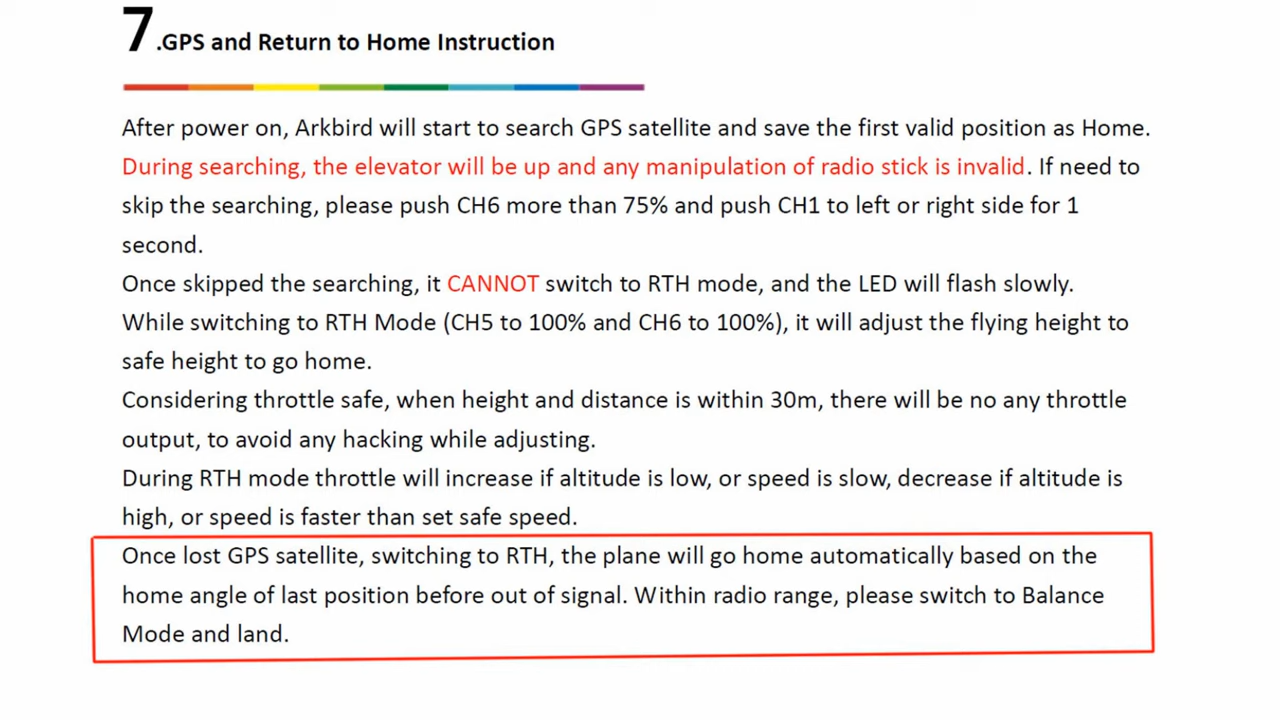 7.GPS and Return to Home Instruction
After power on, Arkbird will start to search GPS satellite and save the first valid position as Home.
During searching, the elevator will be up and any manipulation of radio stick is invalid. If need to
skip the searching, please push CH6 more than 75% and push CH1 to left or right side for 1
second.
Once skipped the searching, it CANNOT switch to RTH mode, and the LED will flash slowly.
While switching to RTH Mode (CH5 to 100% and CH6 to 100%), it will adjust the flying height to
safe height to go home.
Considering throttle safe, when height and distance is within 30m, there will be no any throttle
output, to avoid any hacking while adjusting.
During RTH mode throttle will increase if altitude is low, or speed is slow, decrease if altitude is
high, or speed is faster than set safe speed.
Once lost GPS satellite, switching to RTH, the plane will go home automatically based on the
home angle of last position before out of signal. Within radio range, please switch to Balance
Mode and land.